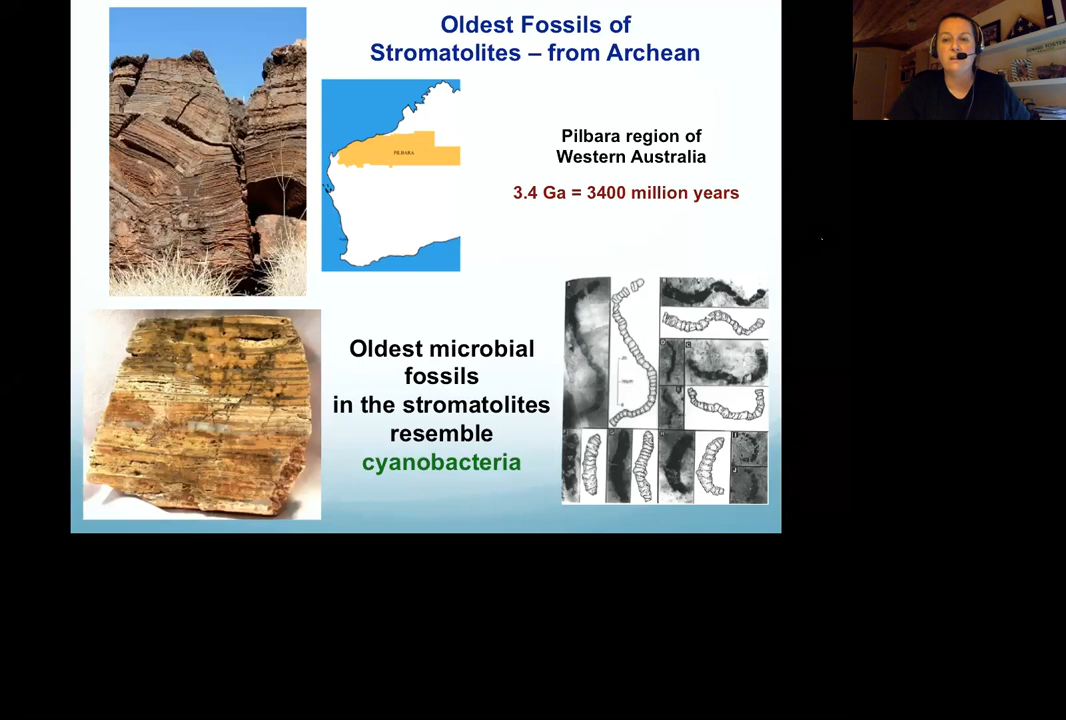 Oldest Fossils of
Stromatolites – from Archean
PILBARA
Pilbara region of
Western Australia
3.4 Ga = 3400 million years
Oldest microbial
fossils
in the stromatolites
resemble
cyanobacteria